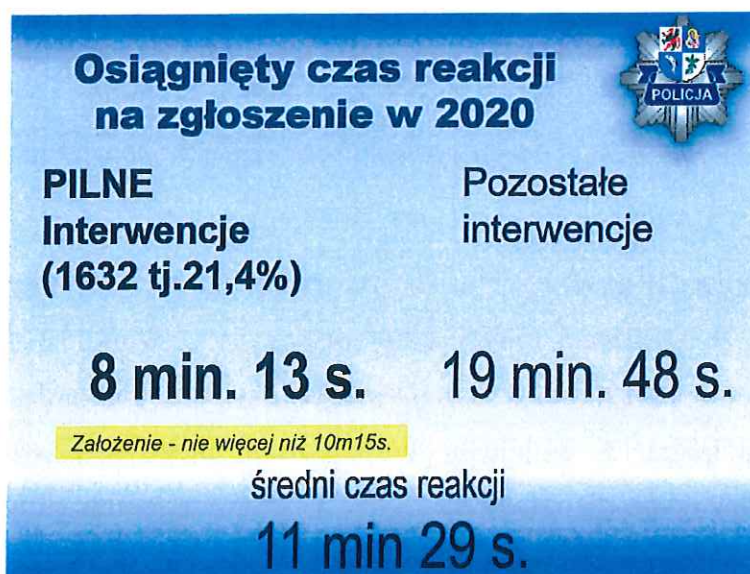 Osiągnięty czas reakcji
na zgłoszenie w 2020
POLICJA
PILNE
Interwencje
(1632 tj.21,4%)
Pozostałe
interwencje
8 min. 13 s.
19 min. 48 s.
Założenie - nie więcej niż 10m15s.
średni czas reakcji
11 min 29 s.